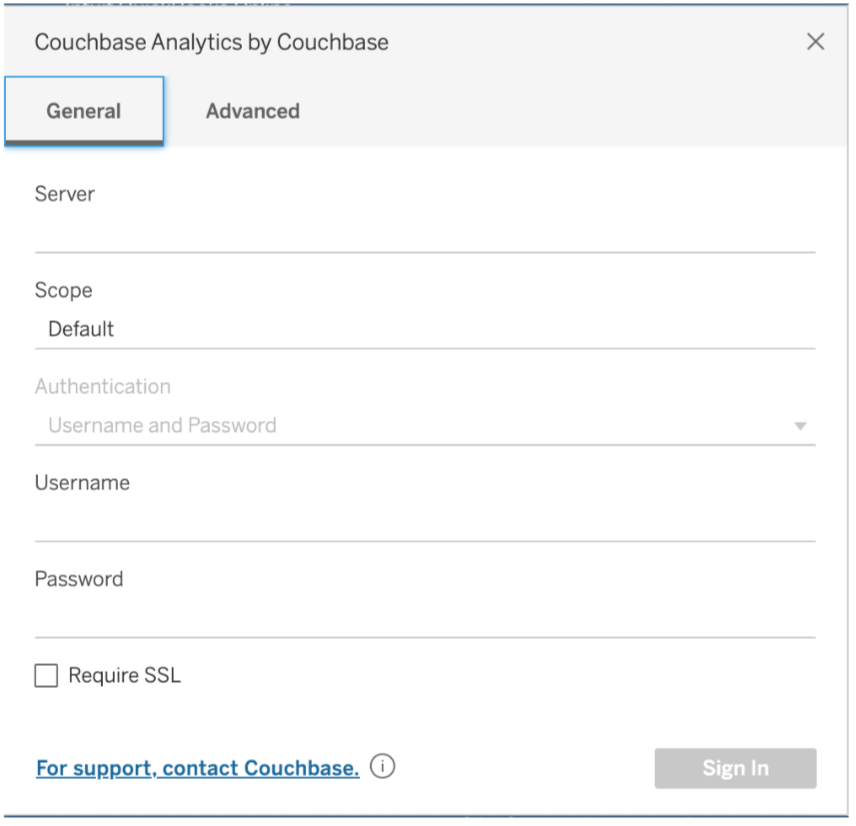 Couchbase Analytics by Couchbase
General Advanced
Server
Scope
Default
Authentication
Username and Password
Username
Password
Require SSL
For support, contact Couchbase.
Sign In